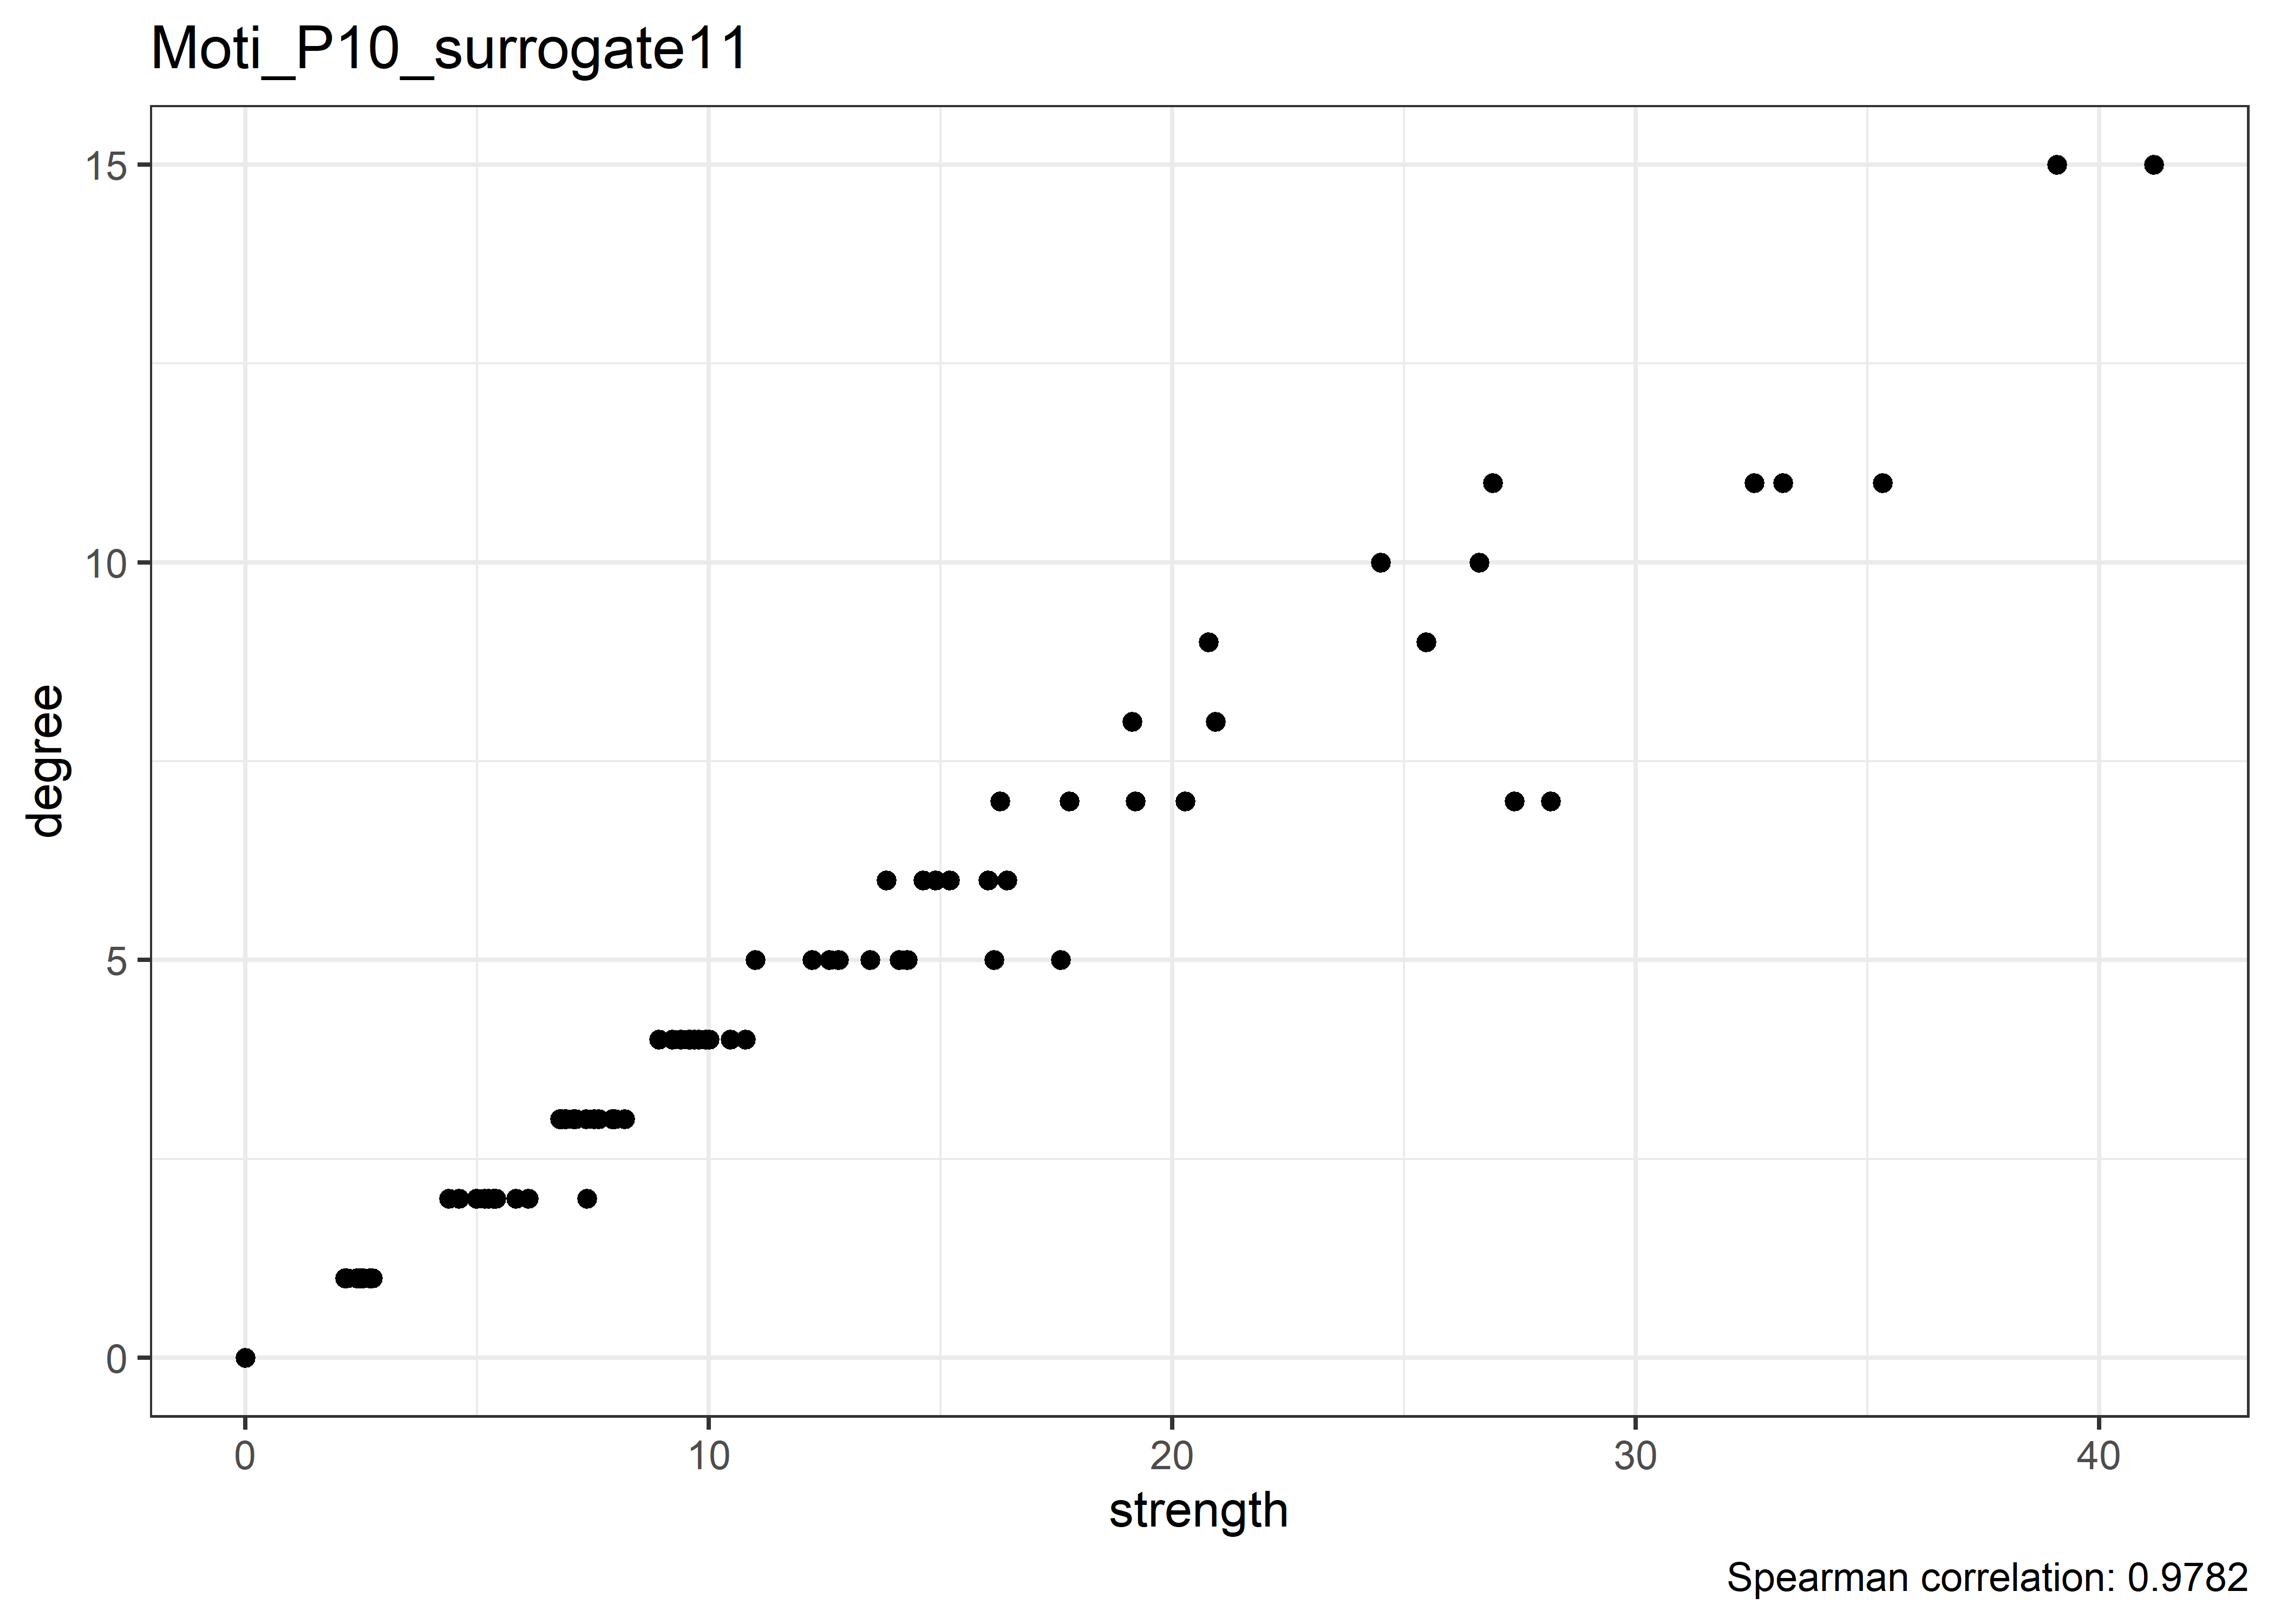 Moti_P10_surrogate11
15
10
5
0
degree
0 10 20 30 40
strength
Spearman correlation: 0.9782